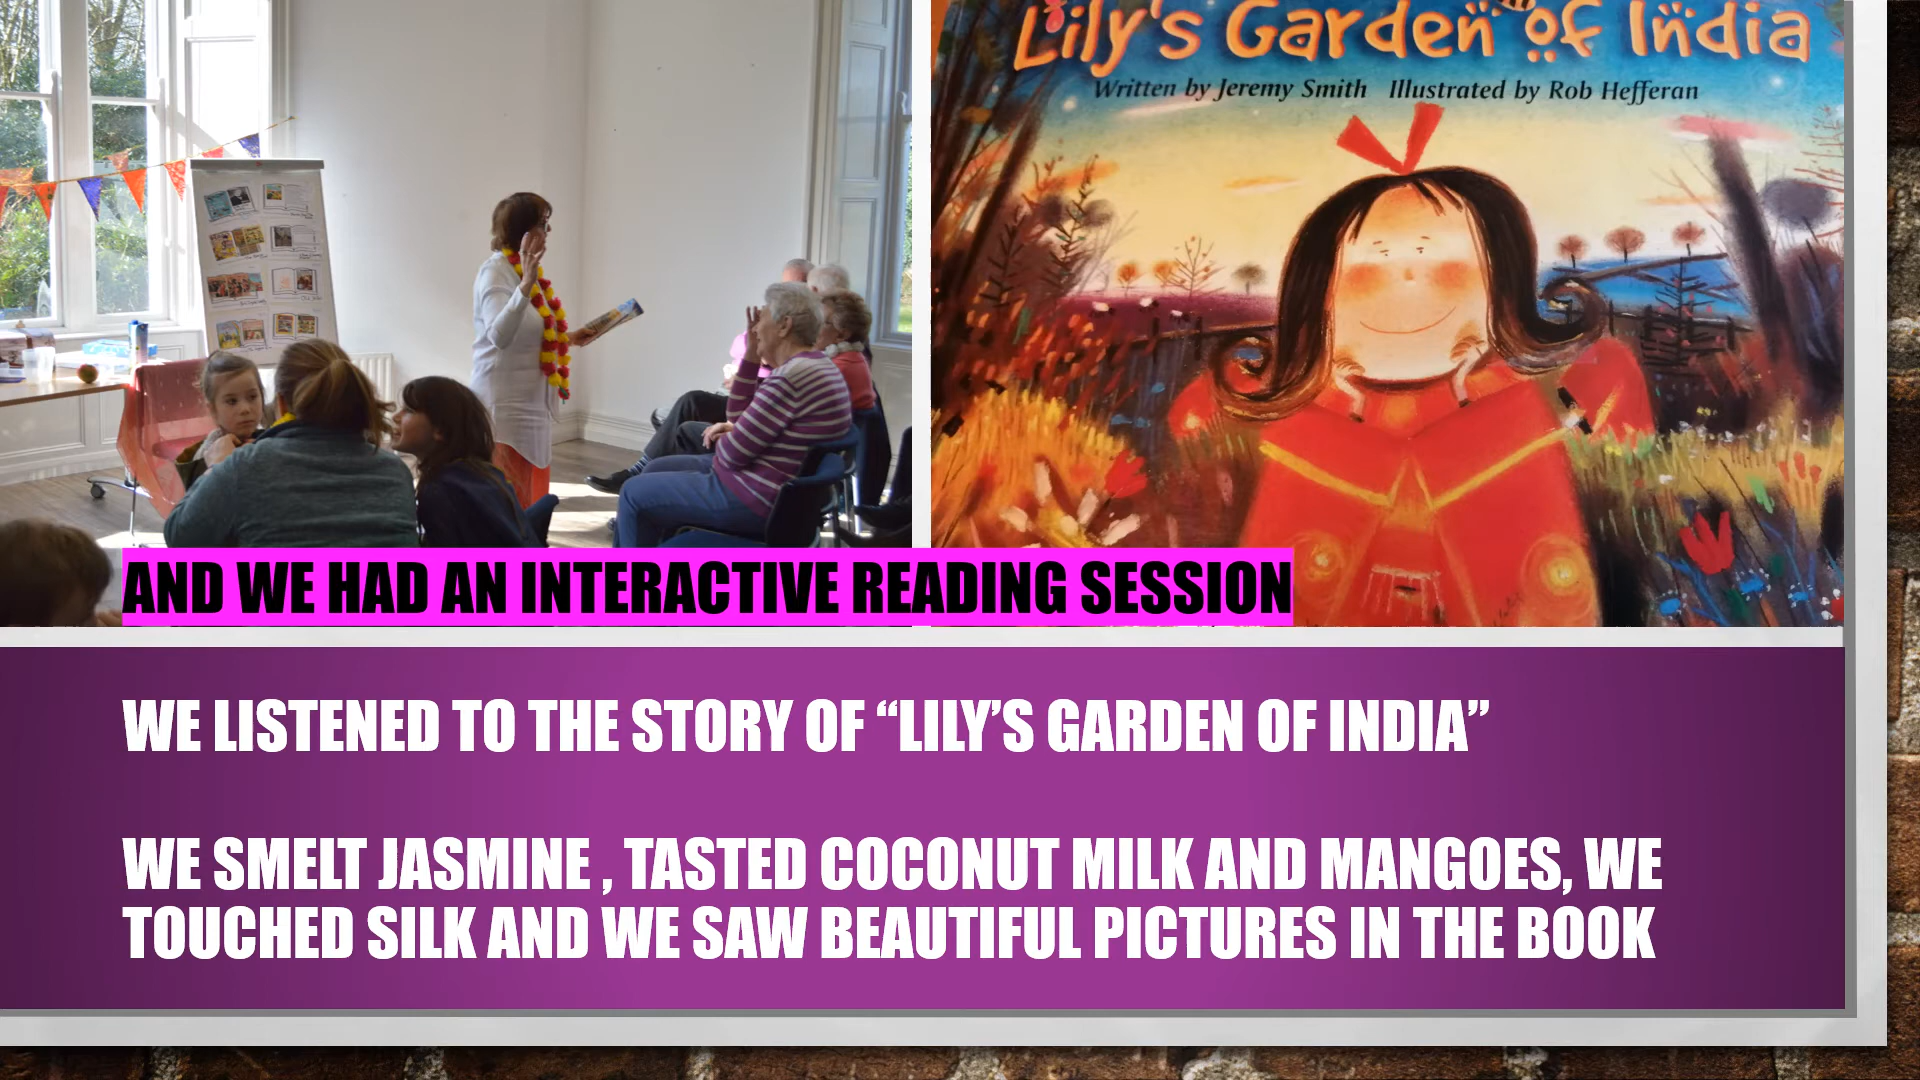 Lily's Garden of India
Written by Jeremy Smith Illustrated by Rob Hefferan
AND WE HAD AN INTERACTIVE READING SESSION
WE LISTENED TO THE STORY OF “LILY’S GARDEN OF INDIA”
WE SMELT JASMINE , TASTED COCONUT MILK AND MANGOES, WE
TOUCHED SILK AND WE SAW BEAUTIFUL PICTURES IN THE BOOK